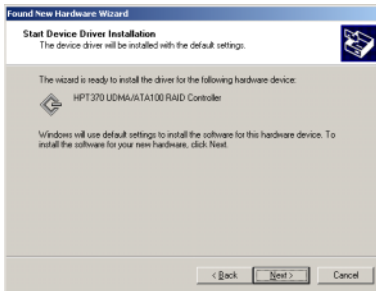 Found New Hardware Wizard
Start Device Driver Installation
The device driver will be installed with the default settings.
The wizard is ready to install the driver for the following hardware device:
HPT370 UDMA/ATA100 RAID Controller
Windows will use default settings to install the software for this hardware device. To
install the software for your new hardware, click Next.
< Back
Next >
Cancel